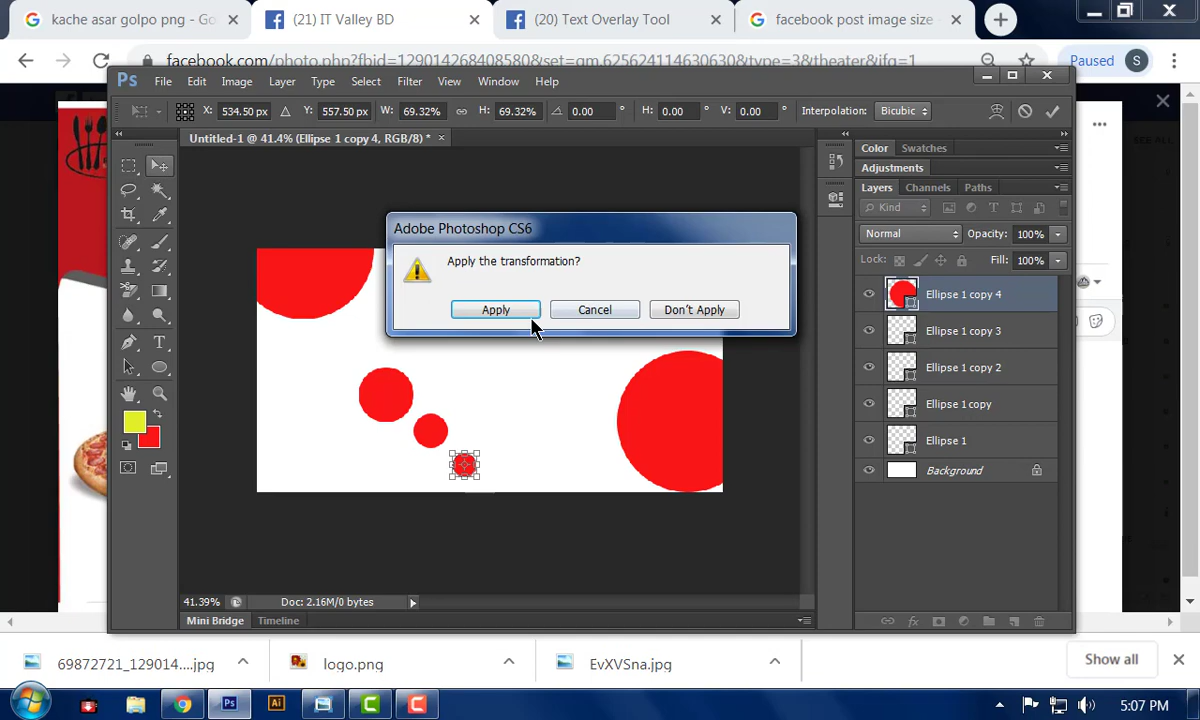 kache asar golpo png - Go
(21) IT Valley BD
(20) Text Overlay Tool
facebook post image size -
facebook.com/photo.php?fbid=129014268408580&set=gm.625624114630630&type=3&theater&ifg=1
Paused
S
Ps
File Edit Image Layer Type Select Filter View Window Help
X: 534.50 px Y: 557.50 px W: 69.32% H: 69.32% 0.00 ° H: 0.00 ° V: 0.00 ° Interpolation: Bicubic
Untitled-1 @ 41.4% (Ellipse 1 copy 4, RGB/8) *
Color Swatches
Adjustments
Layers Channels Paths
Kind
Normal Opacity: 100%
Lock: Fill: 100%
Ellipse 1 copy 4
Ellipse 1 copy 3
Ellipse 1 copy 2
Ellipse 1 copy
Ellipse 1
Background
Adobe Photoshop CS6
Apply the transformation?
Apply
Cancel
Don't Apply
SEE ALL
41.39% Doc: 2.16M/0 bytes
Mini Bridge Timeline
69872721_129014....jpg
logo.png
EvXVSna.jpg
Show all
Ps
Ai
C
C
5:07 PM